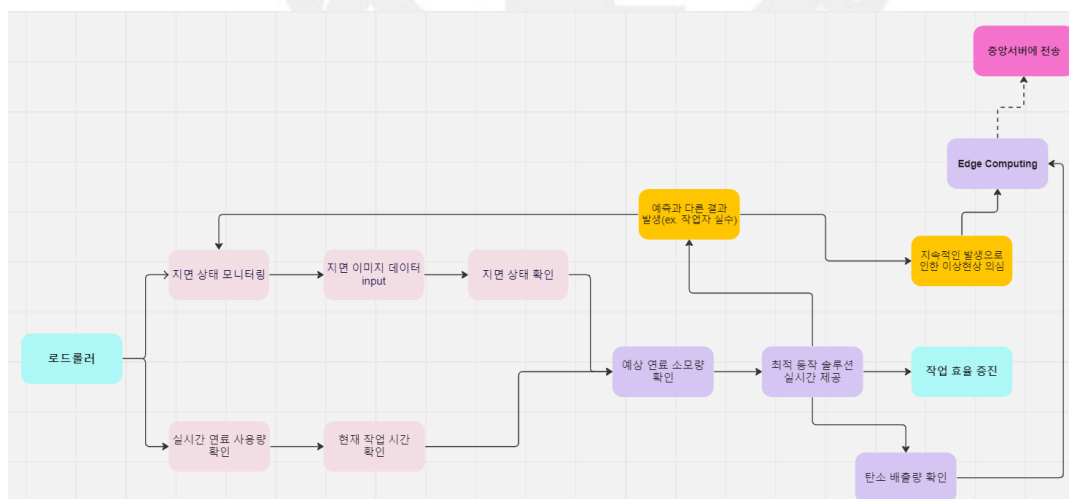 중앙서버에 전송
Edge Computing
예측과 다른 결과
발생(ex. 작업자 실수)
지속적인 발생으로
인한 이상현상 의심
지면 상태 모니터링
지면 이미지 데이터
input
지면 상태 확인
로드롤러
예상 연료 소모량
확인
최적 동작 솔루션
실시간 제공
작업 효율 증진
실시간 연료 사용량
확인
현재 작업 시간
확인
탄소 배출량 확인